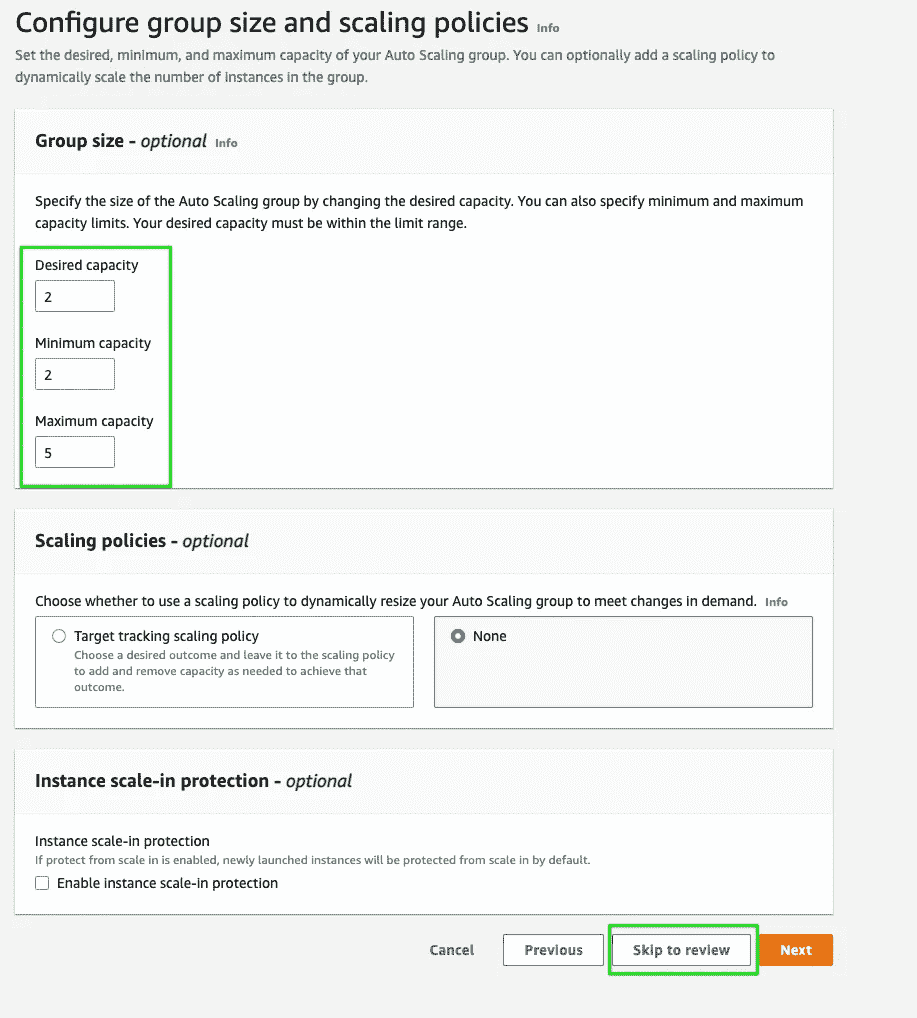 Configure group size and scaling policies Info
Set the desired, minimum, and maximum capacity of your Auto Scaling group. You can optionally add a scaling policy to
dynamically scale the number of instances in the group.
Group size - optional Info
Specify the size of the Auto Scaling group by changing the desired capacity. You can also specify minimum and maximum
capacity limits. Your desired capacity must be within the limit range.
Desired capacity
2
Minimum capacity
2
Maximum capacity
5
Scaling policies - optional
Choose whether to use a scaling policy to dynamically resize your Auto Scaling group to meet changes in demand. Info
Target tracking scaling policy
Choose a desired outcome and leave it to the scaling policy
to add and remove capacity as needed to achieve that
outcome.
None
Instance scale-in protection - optional
Instance scale-in protection
If protect from scale in is enabled, newly launched instances will be protected from scale in by default.
Enable instance scale-in protection
Cancel Previous Skip to review Next